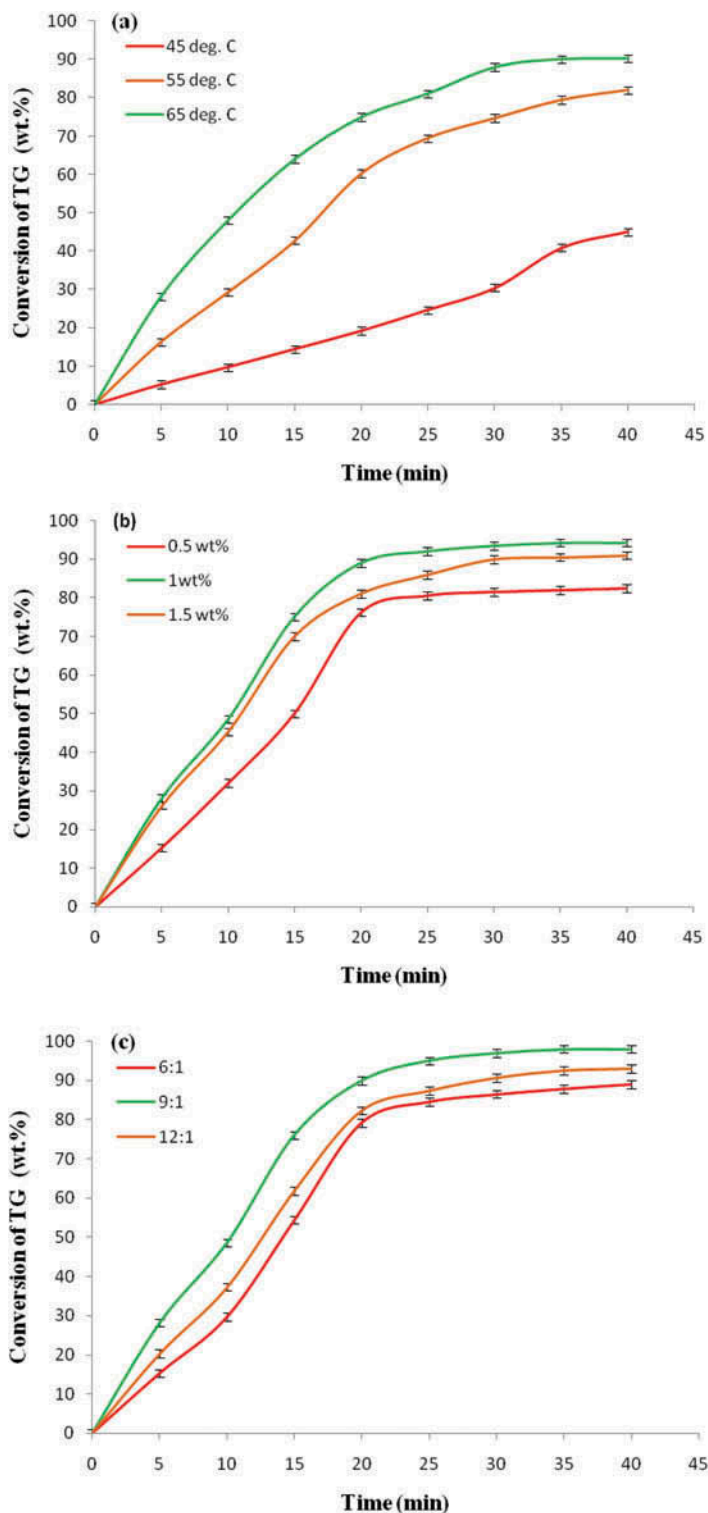 (a)
45 deg. C
55 deg. C
65 deg. C
Conversion of TG (wt.%)
100
90
80
70
60
50
40
30
20
10
0
0 5 10 15 20 25 30 35 40 45
Time (min)
(b)
0.5 wt%
1wt%
1.5 wt%
Conversion of TG (wt.%)
100
90
80
70
60
50
40
30
20
10
0
0 5 10 15 20 25 30 35 40 45
Time (min)
(c)
6:1
9:1
12:1
Conversion of TG (wt.%)
100
90
80
70
60
50
40
30
20
10
0
0 5 10 15 20 25 30 35 40 45
Time (min)